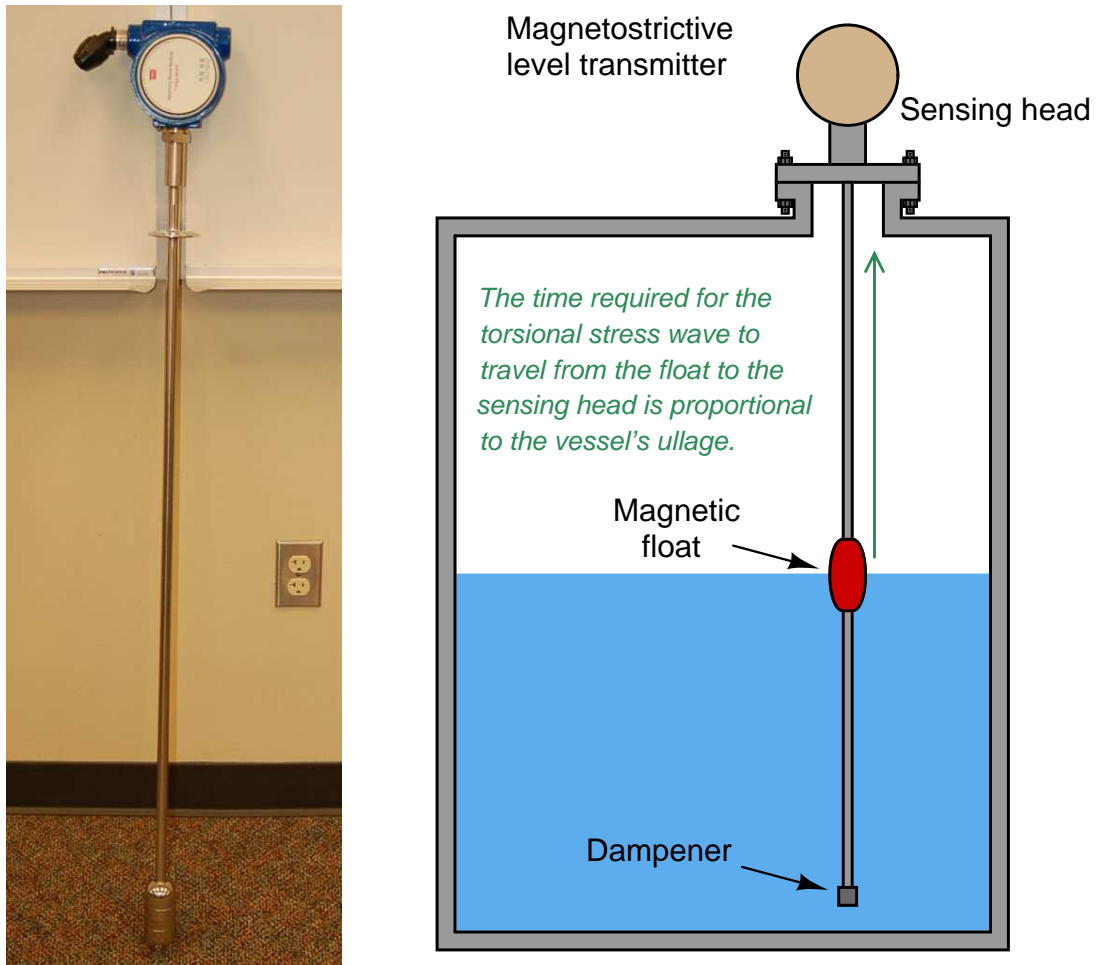 Magnetostrictive
level transmitter
Sensing head
The time required for the
torsional stress wave to
travel from the float to the
sensing head is proportional
to the vessel's ullage.
Magnetic
float
Dampener